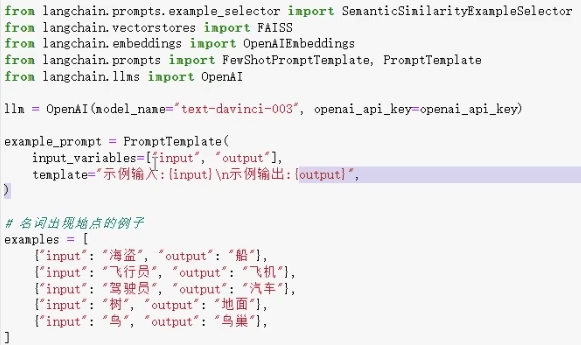 from langchain.prompts.example_selector import SemanticSimilarityExampleSelector
from langchain.vectorstores import FAISS
from langchain.embeddings import OpenAIEmbeddings
from langchain.prompts import FewShotPromptTemplate, PromptTemplate
from langchain.llms import OpenAI

llm = OpenAI(model_name="text-davinci-003", openai_api_key=openai_api_key)

example_prompt = PromptTemplate(
    input_variables=["input", "output"],
    template="示例输入:{input}\n示例输出:{output}",
)

# 名词出现地点的例子
examples = [
    {"input": "海盗", "output": "船"},
    {"input": "飞行员", "output": "飞机"},
    {"input": "驾驶员", "output": "汽车"},
    {"input": "树", "output": "地面"},
    {"input": "鸟", "output": "鸟巢"},
]